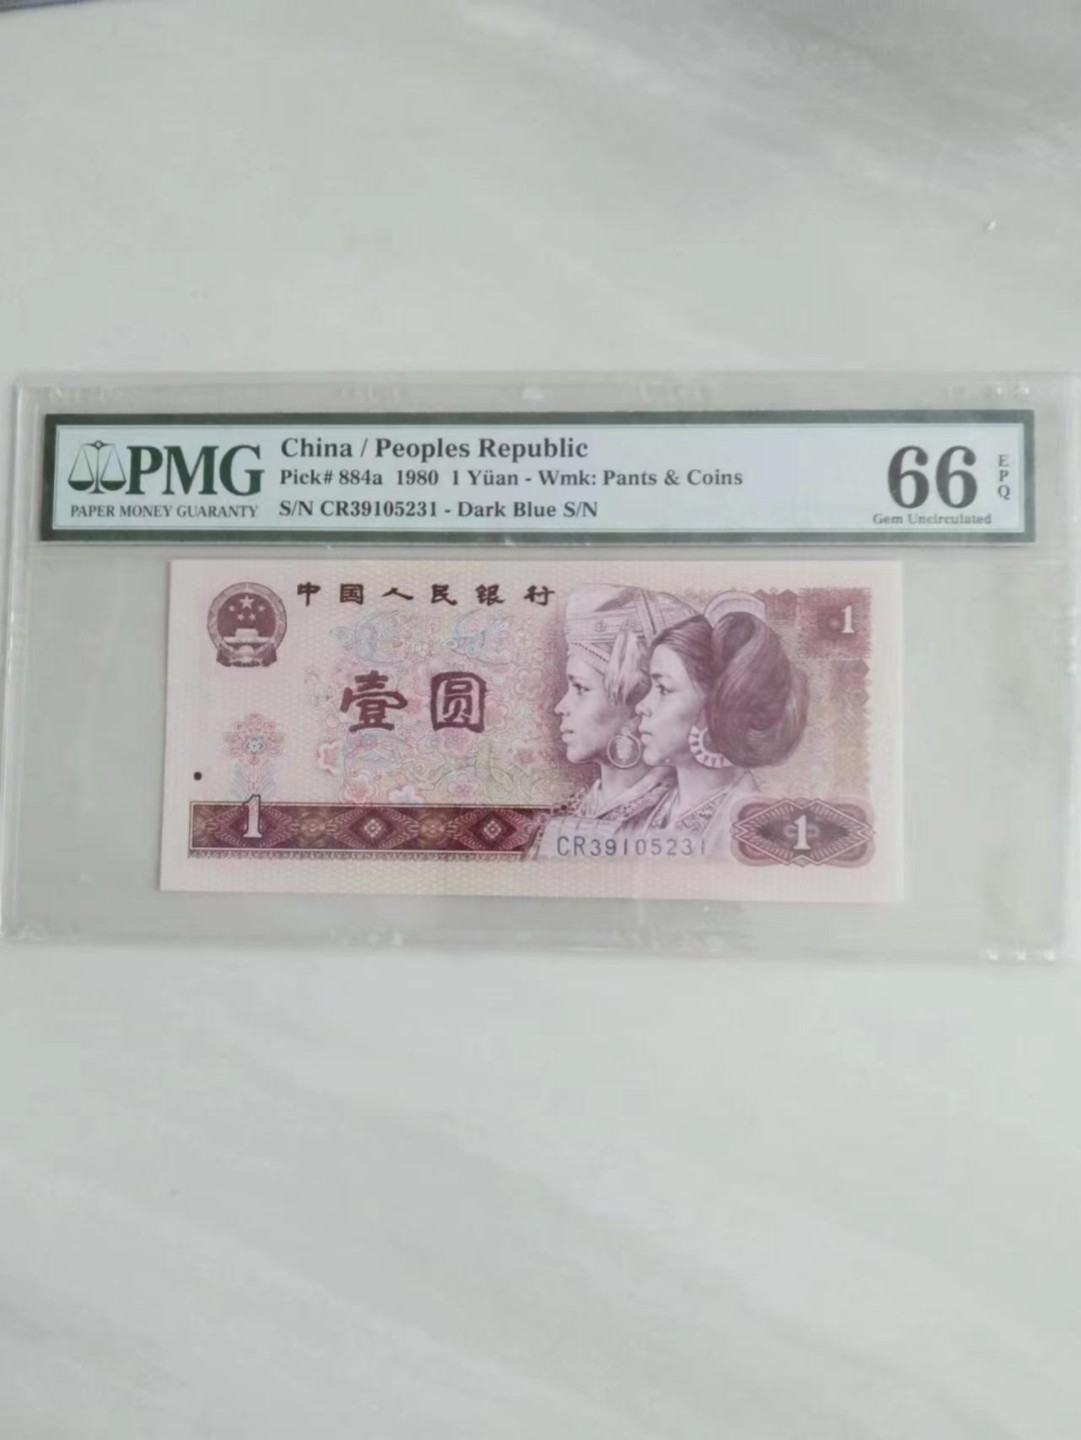 PMG
PAPER MONEY GUARANTY
China / Peoples Republic
Pick# 884a 1980 1 Yüan - Wmk: Pants & Coins
S/N CR39105231 - Dark Blue S/N
66
EPQ
Gem Uncirculated
中国人民银行
1
壹圆
1
1
CR39105231